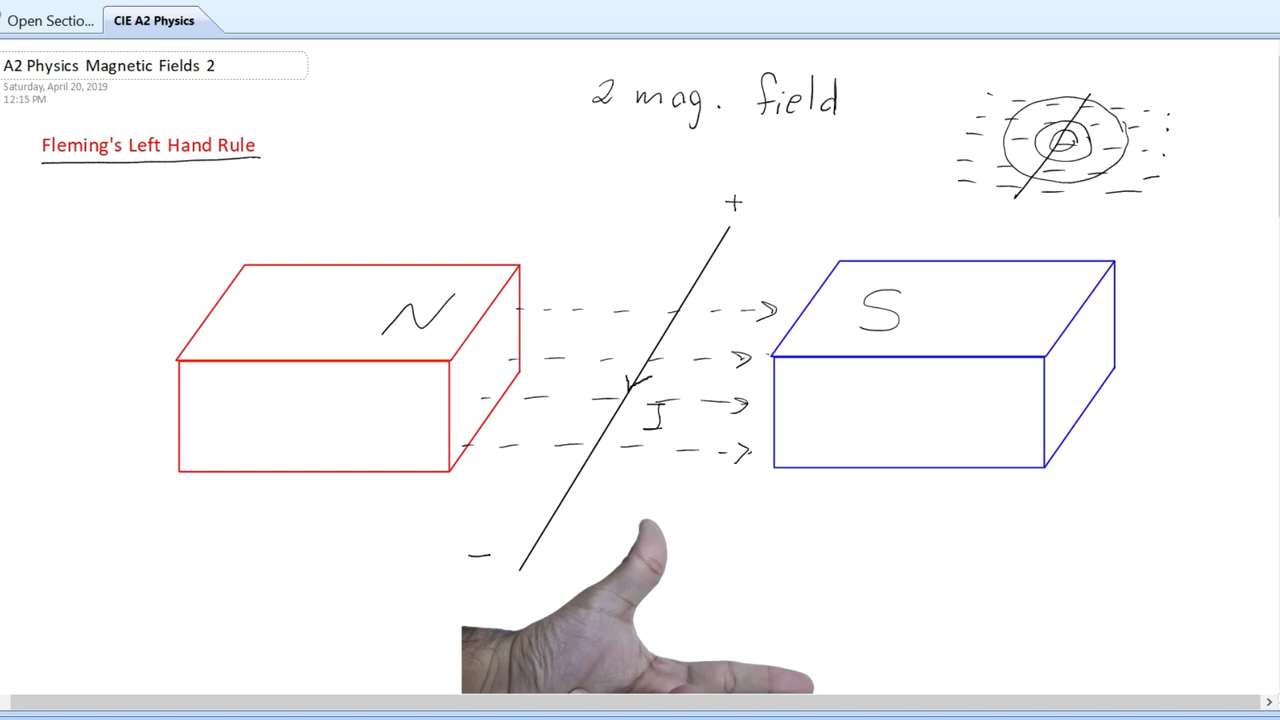 Open Sectio... CIE A2 Physics
A2 Physics Magnetic Fields 2
Saturday, April 20, 2019
12:15 PM
2 mag. field
Fleming's Left Hand Rule
+
N
S
I
−